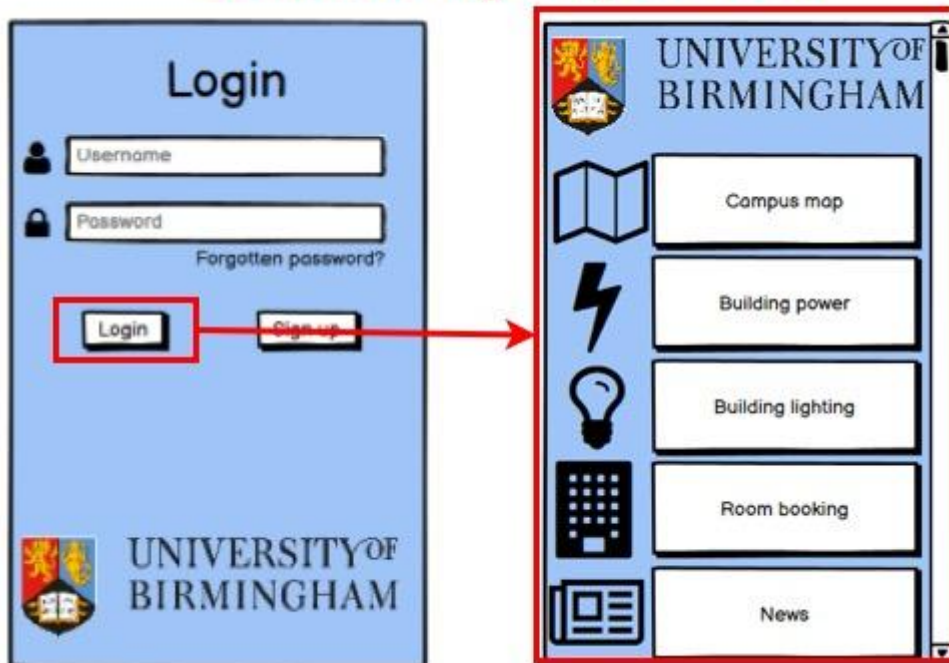 Login
Username
Password
Forgotten password?
Login
Sign up
UNIVERSITY OF
BIRMINGHAM
UNIVERSITY OF
BIRMINGHAM
Campus map
Building power
Building lighting
Room booking
News